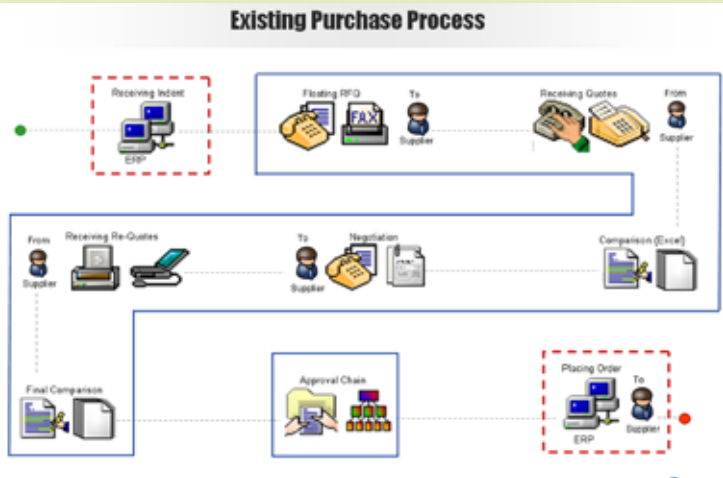 Existing Purchase Process
Receiving Indent
ERP
Floating RFQ
FAX
To
Supplier
Receiving Quotes
From
Supplier
From
Supplier
Receiving Re-Quotes
To
Supplier
Negotiation
Comparison (Excel)
Final Comparison
Approval Chain
Placing Order
ERP
To
Supplier